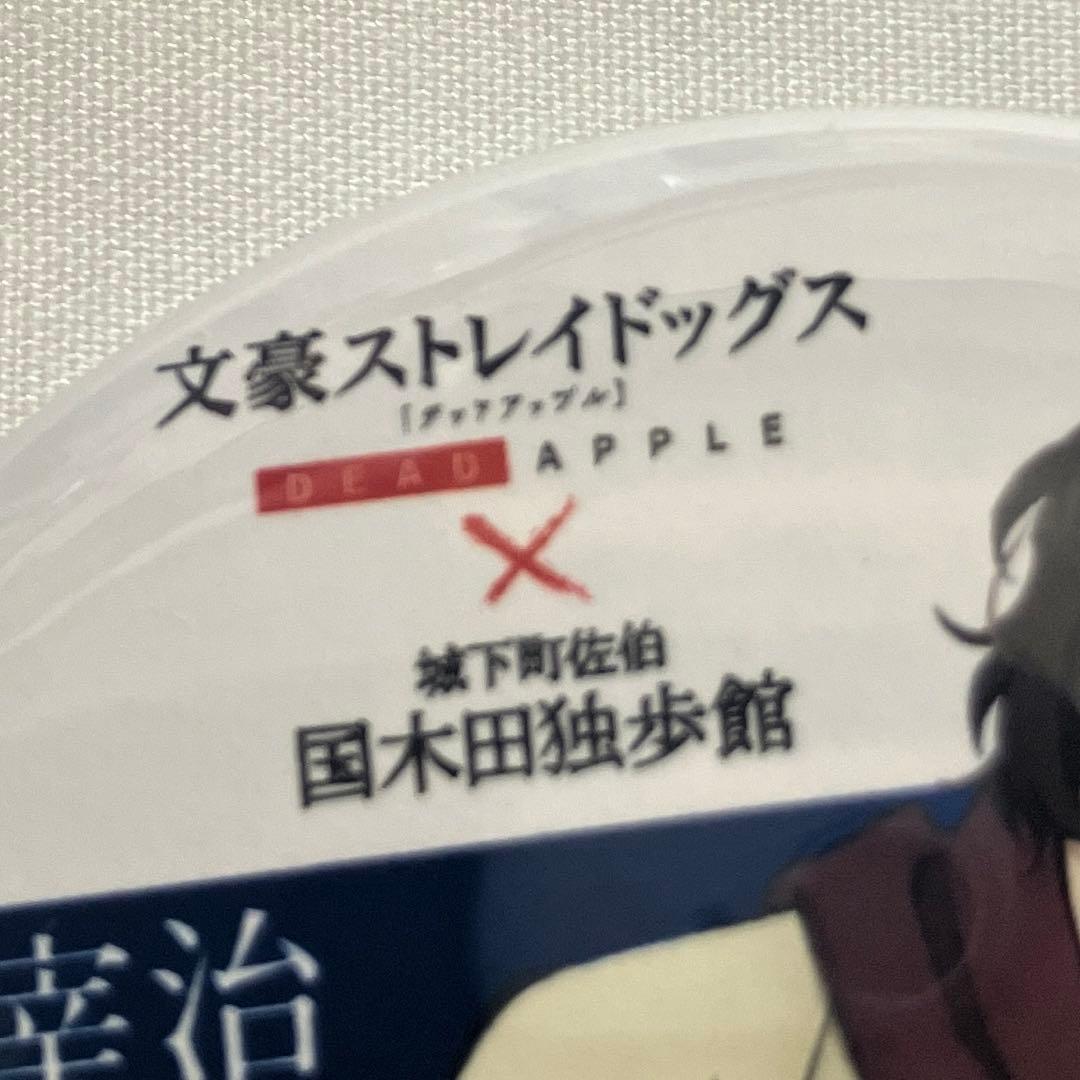 文豪ストレイドッグス
[デッドアップル]
DEAD APPLE
×
城下町佐伯
国木田独歩館
宰治